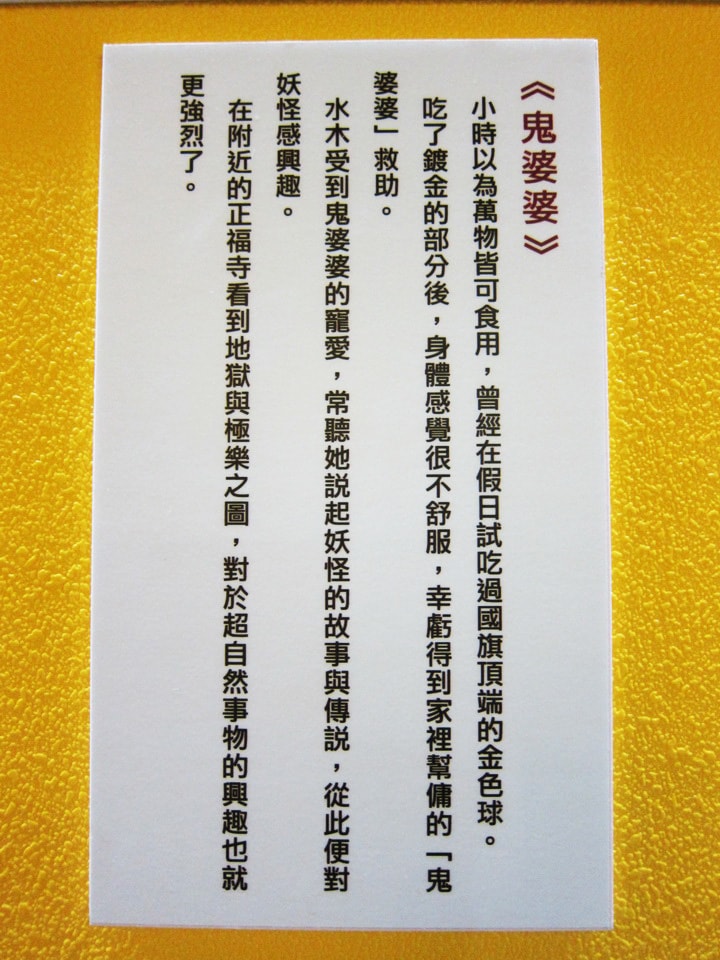 《鬼婆婆》
小時以為萬物皆可食用，曾經在假日試吃過國旗頂端的金色球。
吃了鍍金的部分後，身體感覺很不舒服，幸虧得到家裡幫傭的「鬼
婆婆」救助。
水木受到鬼婆婆的寵愛，常聽她説起妖怪的故事與傳説，從此便對
妖怪感興趣。
在附近的正福寺看到地獄與極樂之圖，對於超自然事物的興趣也就
更強烈了。